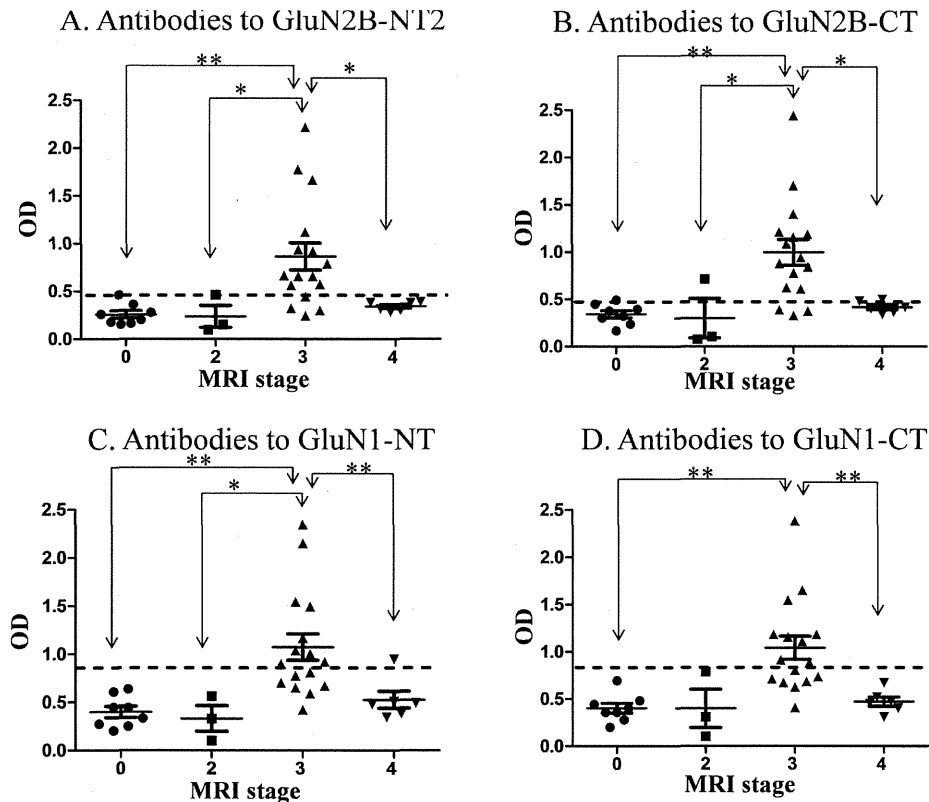 A. Antibodies to GluN2B-NT2
** * *
2.5
2.0
1.5
1.0
0.5
0.0
OD
0 2 3 4
MRI stage
B. Antibodies to GluN2B-CT
** * *
2.5
2.0
1.5
1.0
0.5
0.0
OD
0 2 3 4
MRI stage
C. Antibodies to GluN1-NT
** ** *
2.5
2.0
1.5
1.0
0.5
0.0
OD
0 2 3 4
MRI stage
D. Antibodies to GluN1-CT
** **
2.5
2.0
1.5
1.0
0.5
0.0
OD
0 2 3 4
MRI stage